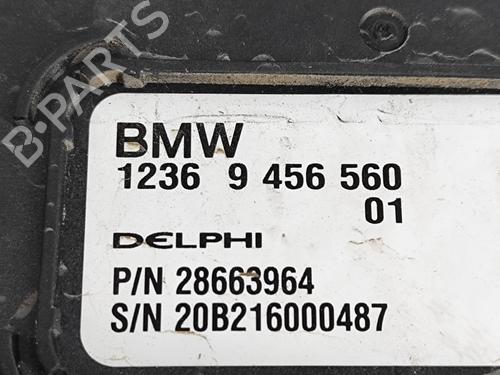 B-PARTS
BMW
1236 9 456 560
01
DELPHI
P/N 28663964
S/N 20B216000487